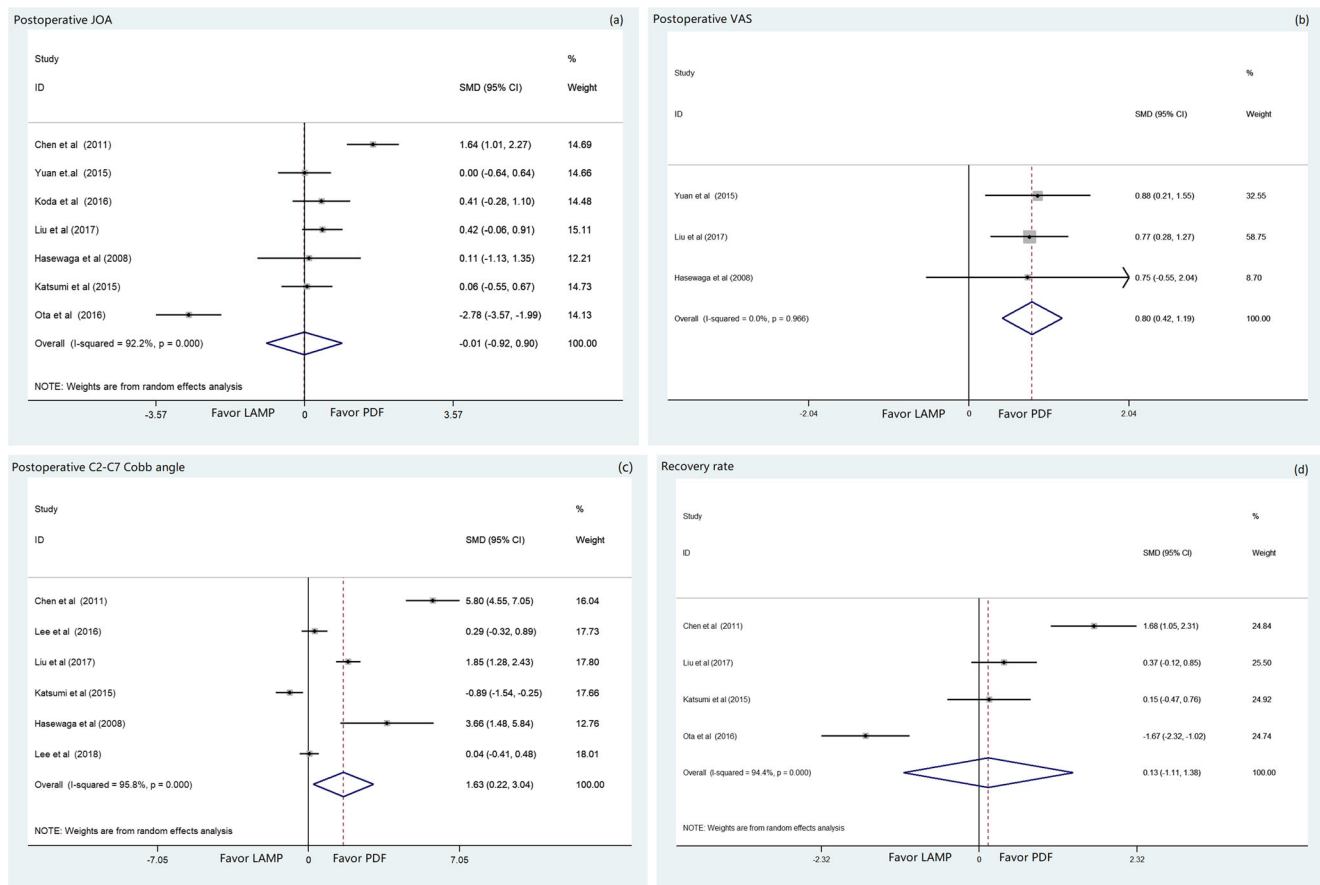 Postoperative JOA (a)
Study %
ID SMD (95% CI) Weight
Chen et al (2011) 1.64 (1.01, 2.27) 14.69
Yuan et.al (2015) 0.00 (-0.64, 0.64) 14.66
Koda et al (2016) 0.41 (-0.28, 1.10) 14.48
Liu et al (2017) 0.42 (-0.06, 0.91) 15.11
Hasewaga et al (2008) 0.11 (-1.13, 1.35) 12.21
Katsumi et al (2015) 0.06 (-0.55, 0.67) 14.73
Ota et al (2016) -2.78 (-3.57, -1.99) 14.13
Overall (I-squared = 92.2%, p = 0.000) -0.01 (-0.92, 0.90) 100.00
NOTE: Weights are from random effects analysis
-3.57 Favor LAMP 0 Favor PDF 3.57
Postoperative VAS (b)
Study %
ID SMD (95% CI) Weight
Yuan et al (2015) 0.88 (0.21, 1.55) 32.55
Liu et al (2017) 0.77 (0.28, 1.27) 58.75
Hasewaga et al (2008) 0.75 (-0.55, 2.04) 8.70
Overall (I-squared = 0.0%, p = 0.966) 0.80 (0.42, 1.19) 100.00
Favor LAMP Favor PDF
-2.04 0 2.04
Postoperative C2-C7 Cobb angle (c)
Study %
ID SMD (95% CI) Weight
Chen et al (2011) 5.80 (4.55, 7.05) 16.04
Lee et al (2016) 0.29 (-0.32, 0.89) 17.73
Liu et al (2017) 1.85 (1.28, 2.43) 17.80
Katsumi et al (2015) -0.89 (-1.54, -0.25) 17.66
Hasewaga et al (2008) 3.66 (1.48, 5.84) 12.76
Lee et al (2018) 0.04 (-0.41, 0.48) 18.01
Overall (I-squared = 95.8%, p = 0.000) 1.63 (0.22, 3.04) 100.00
NOTE: Weights are from random effects analysis
-7.05 Favor LAMP 0 Favor PDF 7.05
Recovery rate (d)
Study %
ID SMD (95% CI) Weight
Chen et al (2011) 1.68 (1.05, 2.31) 24.84
Liu et al (2017) 0.37 (-0.12, 0.85) 25.50
Katsumi et al (2015) 0.15 (-0.47, 0.76) 24.92
Ota et al (2016) -1.67 (-2.32, -1.02) 24.74
Overall (I-squared = 94.4%, p = 0.000) 0.13 (-1.11, 1.38) 100.00
NOTE: Weights are from random effects analysis
Favor LAMP Favor PDF
-2.32 0 2.32